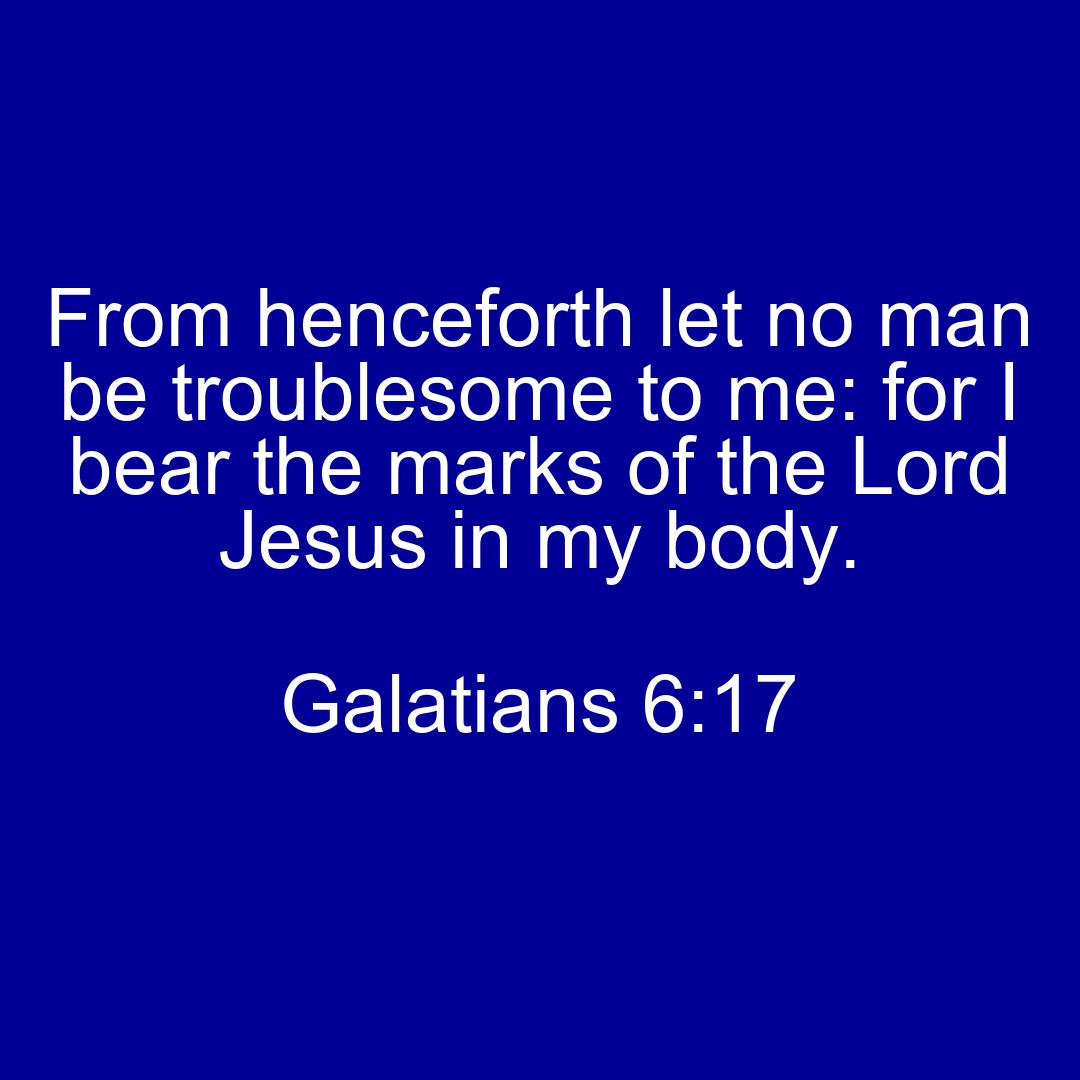 From henceforth let no man
be troublesome to me: for I
bear the marks of the Lord
Jesus in my body.
Galatians 6:17